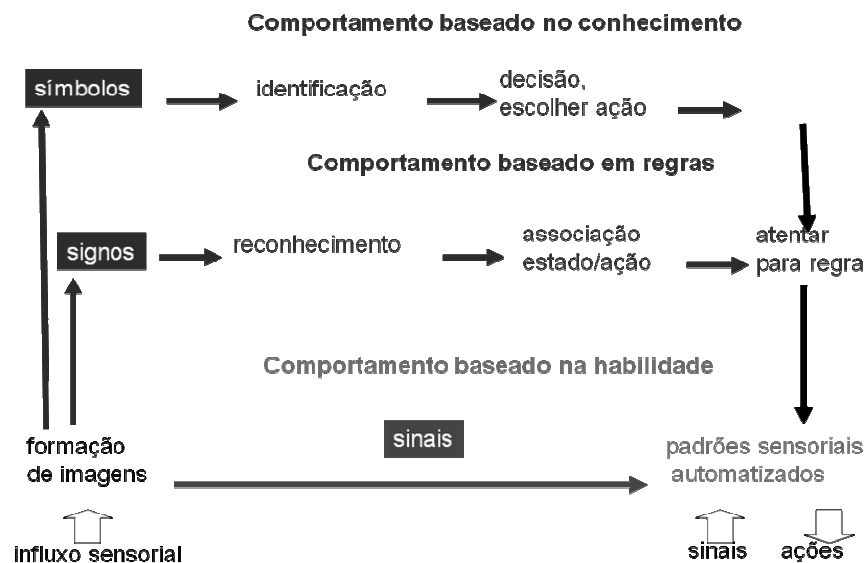 Comportamento baseado no conhecimento
símbolos
identificação
decisão,
escolher ação
Comportamento baseado em regras
signos
reconhecimento
associação
estado/ação
atentar
para regra
Comportamento baseado na habilidade
formação
de imagens
sinais
padrões sensoriais
automatizados
influxo sensorial
sinais
ações